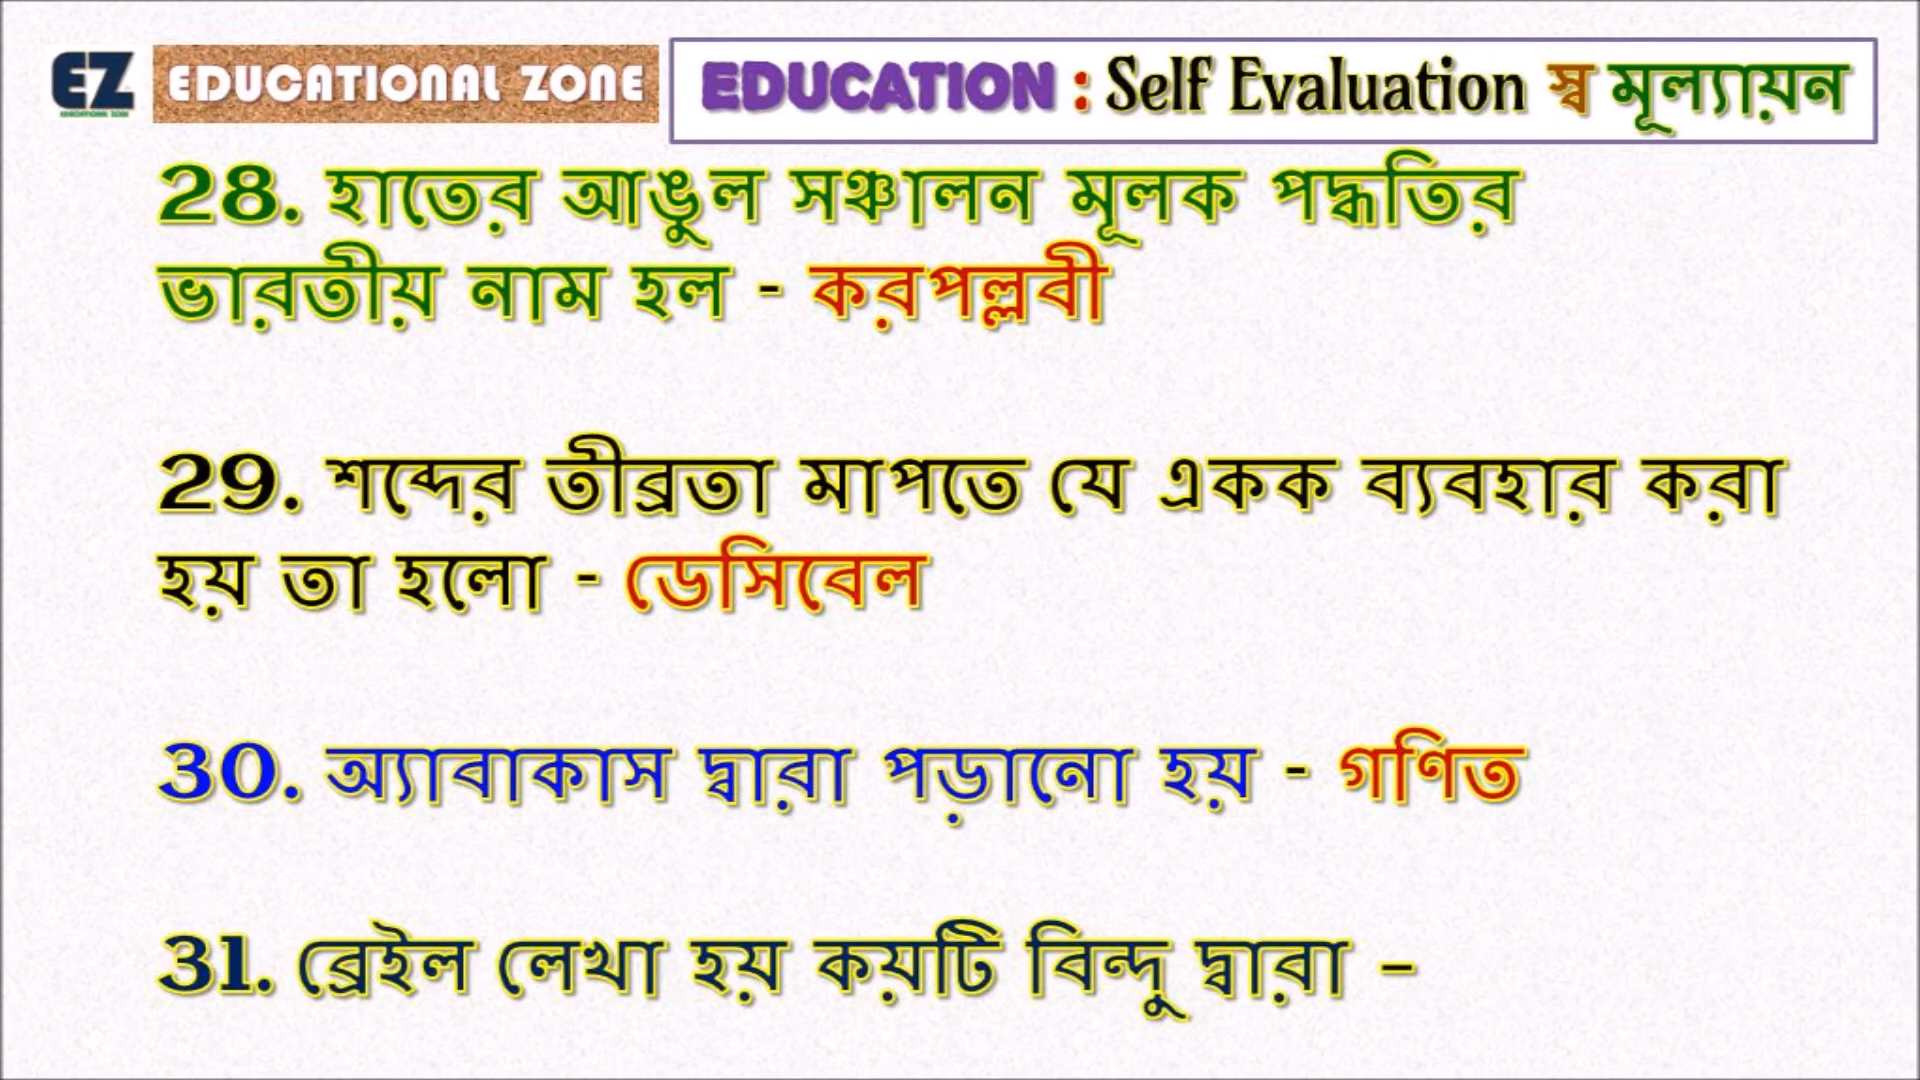 EZ EDUCATIONAL ZONE
EDUCATION : Self Evaluation স্ব মূল্যায়ন
28. হাতের আঙুল সঞ্চালন মূলক পদ্ধতির
ভারতীয় নাম হল - করপল্লবী
29. শব্দের তীব্রতা মাপতে যে একক ব্যবহার করা
হয় তা হলো - ডেসিবেল
30. অ্যাবাকাস দ্বারা পড়ানো হয় - গণিত
31. ব্রেইল লেখা হয় কয়টি বিন্দু দ্বারা –